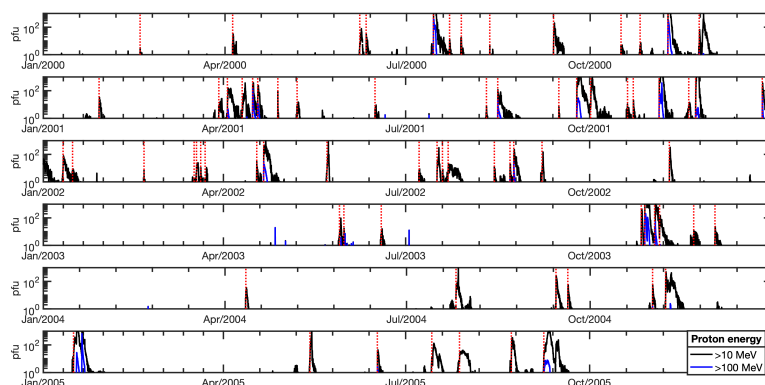 pfu
10²
10⁰
Jan/2000 Apr/2000 Jul/2000 Oct/2000
pfu
10²
10⁰
Jan/2001 Apr/2001 Jul/2001 Oct/2001
pfu
10²
10⁰
Jan/2002 Apr/2002 Jul/2002 Oct/2002
pfu
10²
10⁰
Jan/2003 Apr/2003 Jul/2003 Oct/2003
pfu
10²
10⁰
Jan/2004 Apr/2004 Jul/2004 Oct/2004
pfu
10²
Proton energy
>10 MeV
>100 MeV
10⁰
Jan/2005 Apr/2005 Jul/2005 Oct/2005